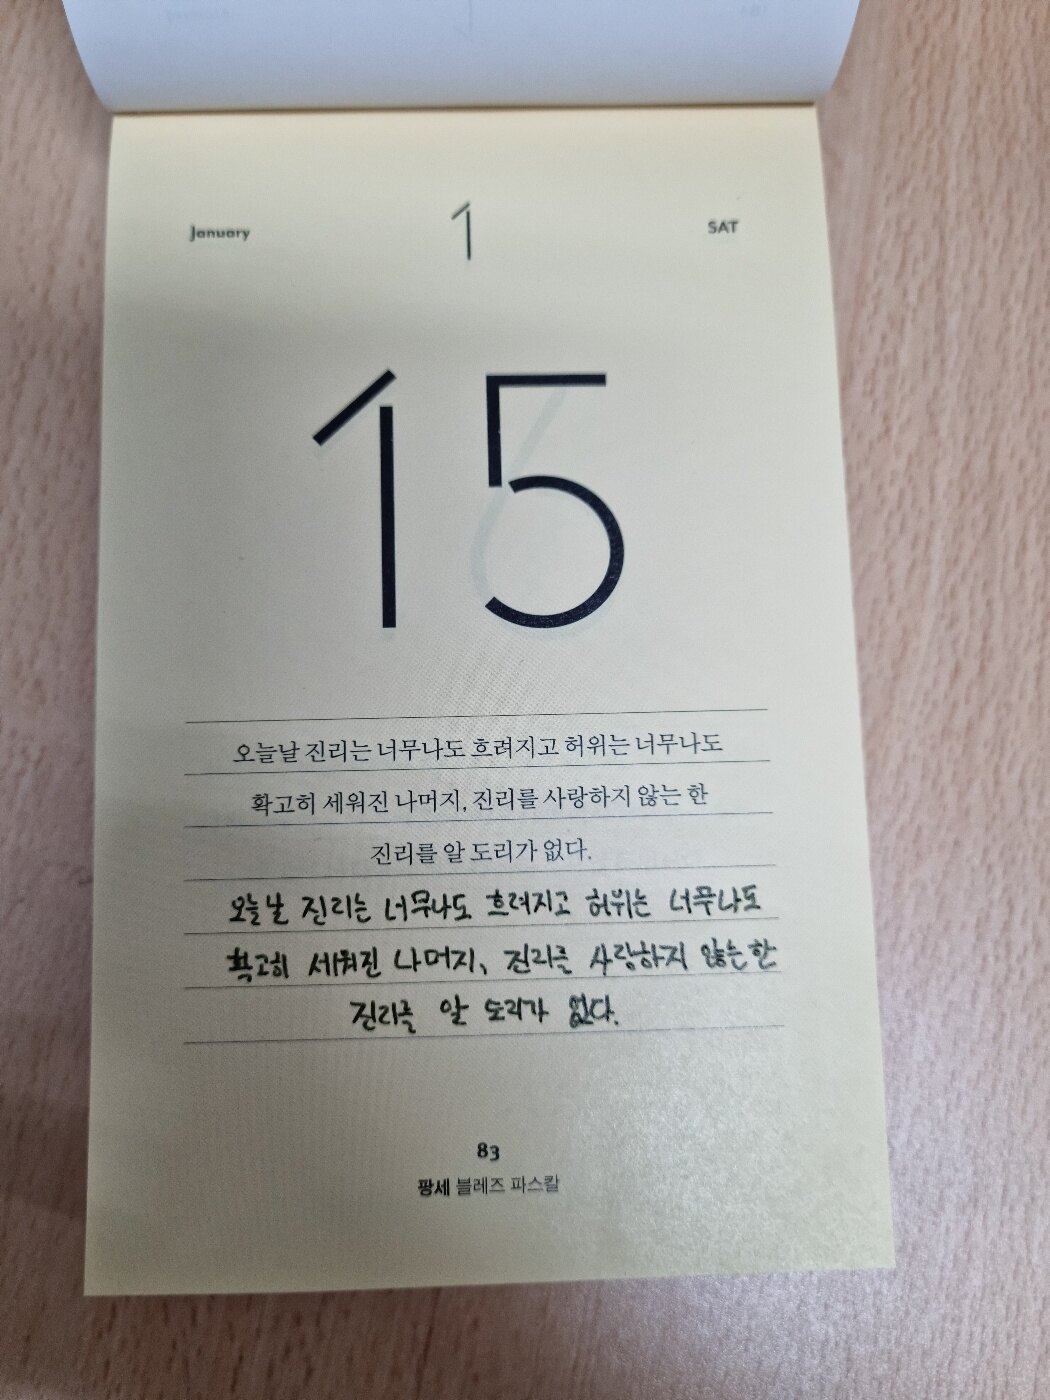 January 1 SAT
15
오늘날 진리는 너무나도 흐려지고 허위는 너무나도
확고히 세워진 나머지, 진리를 사랑하지 않는 한
진리를 알 도리가 없다.
오늘날 진리는 너무나도 흐려지고 허위는 너무나도
확고히 세워진 나머지, 진리를 사랑하지 않는 한
진리를 알 도리가 없다.
83
팡세 블레즈 파스칼